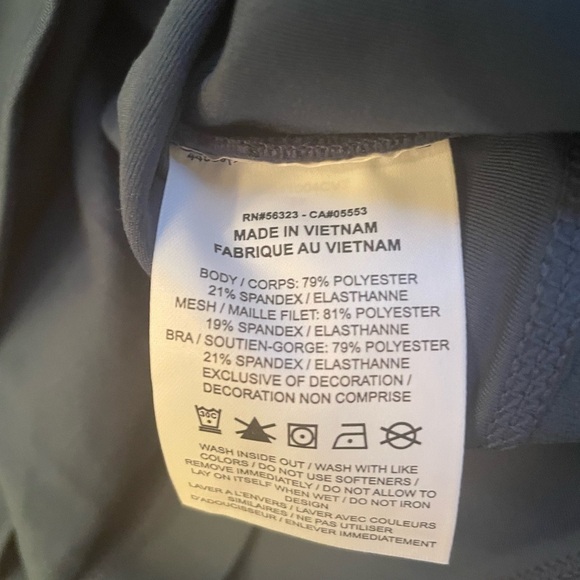 RN#56323 - CA#05553
MADE IN VIETNAM
FABRIQUE AU VIETNAM
BODY / CORPS: 79% POLYESTER
21% SPANDEX / ELASTHANNE
MESH / MAILLE FILET: 81% POLYESTER
19% SPANDEX / ELASTHANNE
BRA / SOUTIEN-GORGE: 79% POLYESTER
21% SPANDEX / ELASTHANNE
EXCLUSIVE OF DECORATION /
DECORATION NON COMPRISE
30C
WASH INSIDE OUT / WASH WITH LIKE
COLORS / DO NOT USE SOFTENERS /
REMOVE IMMEDIATELY / DO NOT ALLOW TO
LAY ON ITSELF WHEN WET / DO NOT IRON
DESIGN
LAVER A L'ENVERS / LAVER AVEC COULEURS
SIMILAIRES / NE PAS UTILISER
D'ADOUCISSEUR / ENLEVER IMMEDIATEMENT